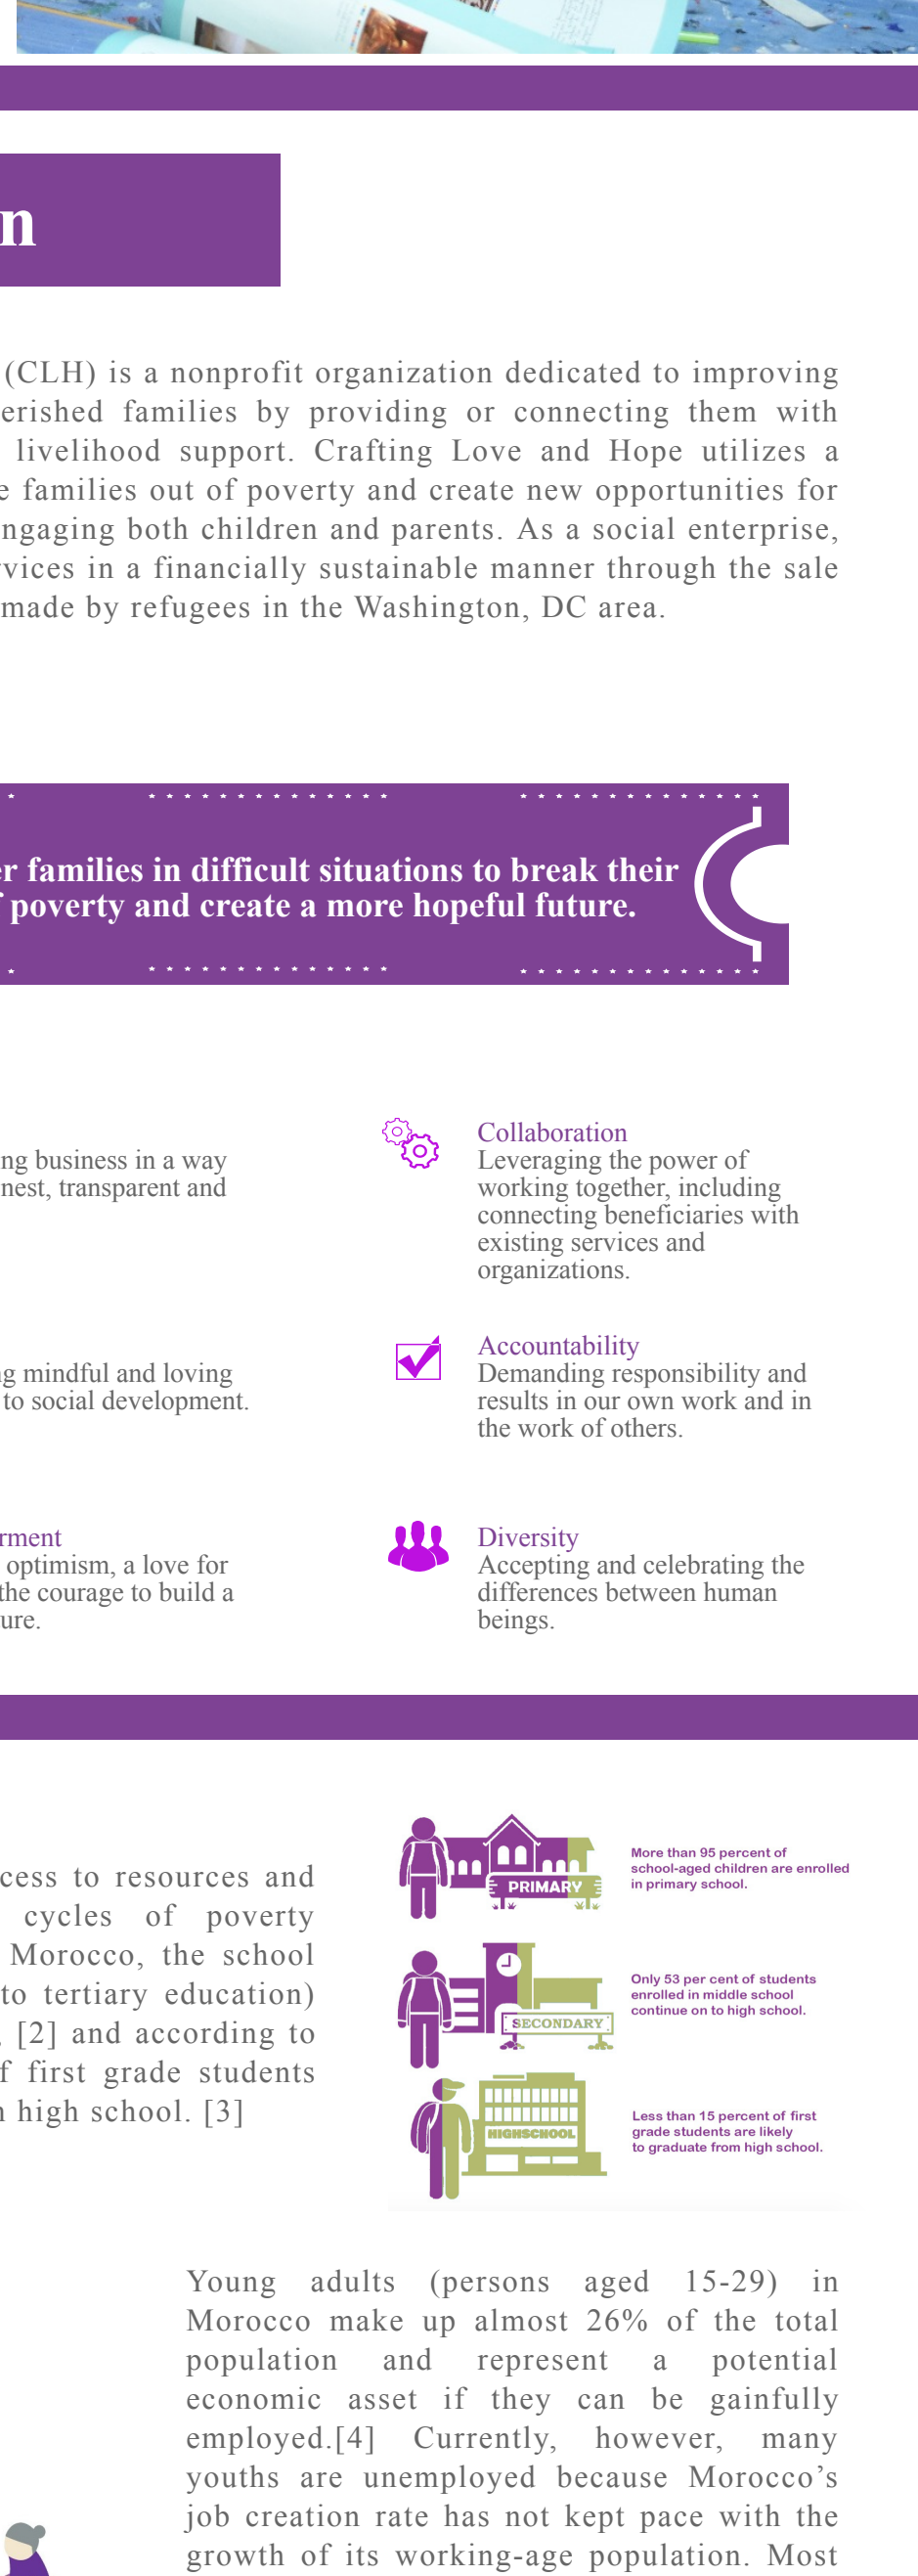 n
(CLH) is a nonprofit organization dedicated to improving
erished families by providing or connecting them with
livelihood support. Crafting Love and Hope utilizes a
e families out of poverty and create new opportunities for
ngaging both children and parents. As a social enterprise,
rvices in a financially sustainable manner through the sale
made by refugees in the Washington, DC area.
er families in difficult situations to break their
f poverty and create a more hopeful future.
ng business in a way
nest, transparent and
Collaboration
Leveraging the power of
working together, including
connecting beneficiaries with
existing services and
organizations.
ng mindful and loving
to social development.
Accountability
Demanding responsibility and
results in our own work and in
the work of others.
rment
optimism, a love for
the courage to build a
ure.
Diversity
Accepting and celebrating the
differences between human
beings.
cess to resources and
cycles of poverty
Morocco, the school
to tertiary education)
, [2] and according to
f first grade students
n high school. [3]
PRIMARY
More than 95 percent of
school-aged children are enrolled
in primary school.
SECONDARY
Only 53 per cent of students
enrolled in middle school
continue on to high school.
HIGHSCHOOL
Less than 15 percent of first
grade students are likely
to graduate from high school.
Young adults (persons aged 15-29) in
Morocco make up almost 26% of the total
population and represent a potential
economic asset if they can be gainfully
employed.[4] Currently, however, many
youths are unemployed because Morocco’s
job creation rate has not kept pace with the
growth of its working-age population. Most